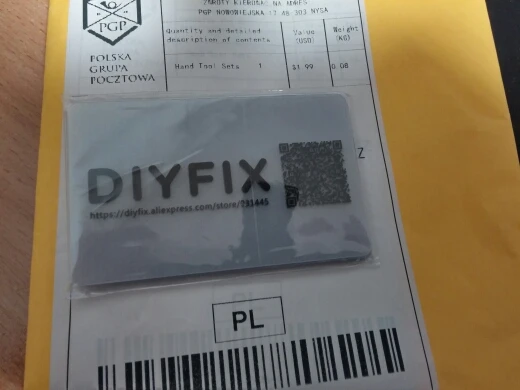 ZWROTY KIEROWAĆ NA ADRES
PGP NOWOWIEJSKA 17 48-303 NYSA
PGP
POLSKA
GRUPA
POCZTOWA
Quantity and detailed
description of contents
Value
(USD)
Weight
(KG)
Hand Tool Sets 1
$1.99
0.08
Z
DIYFIX
https://diyfix.aliexpress.com/store/931445
PL